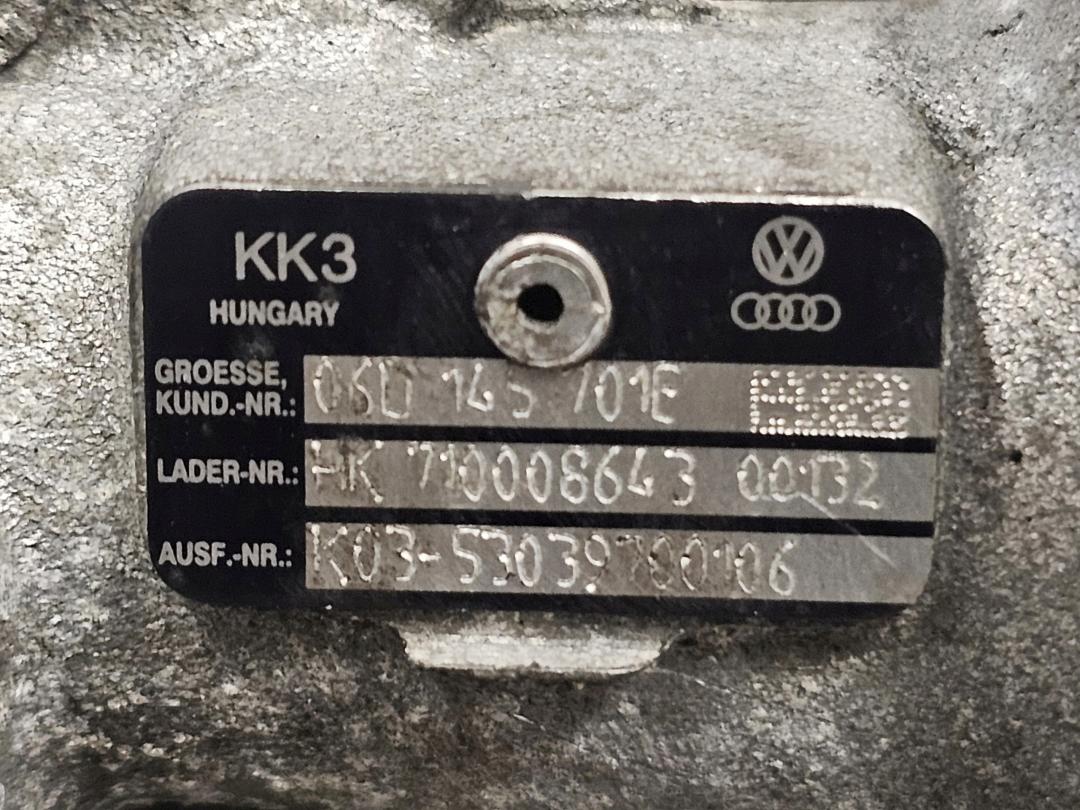 KK3
HUNGARY
GROESSE,
KUND.-NR.: 06D 145 701E
LADER-NR.: HK 710008643 00132
AUSF.-NR.: K03-53039700106